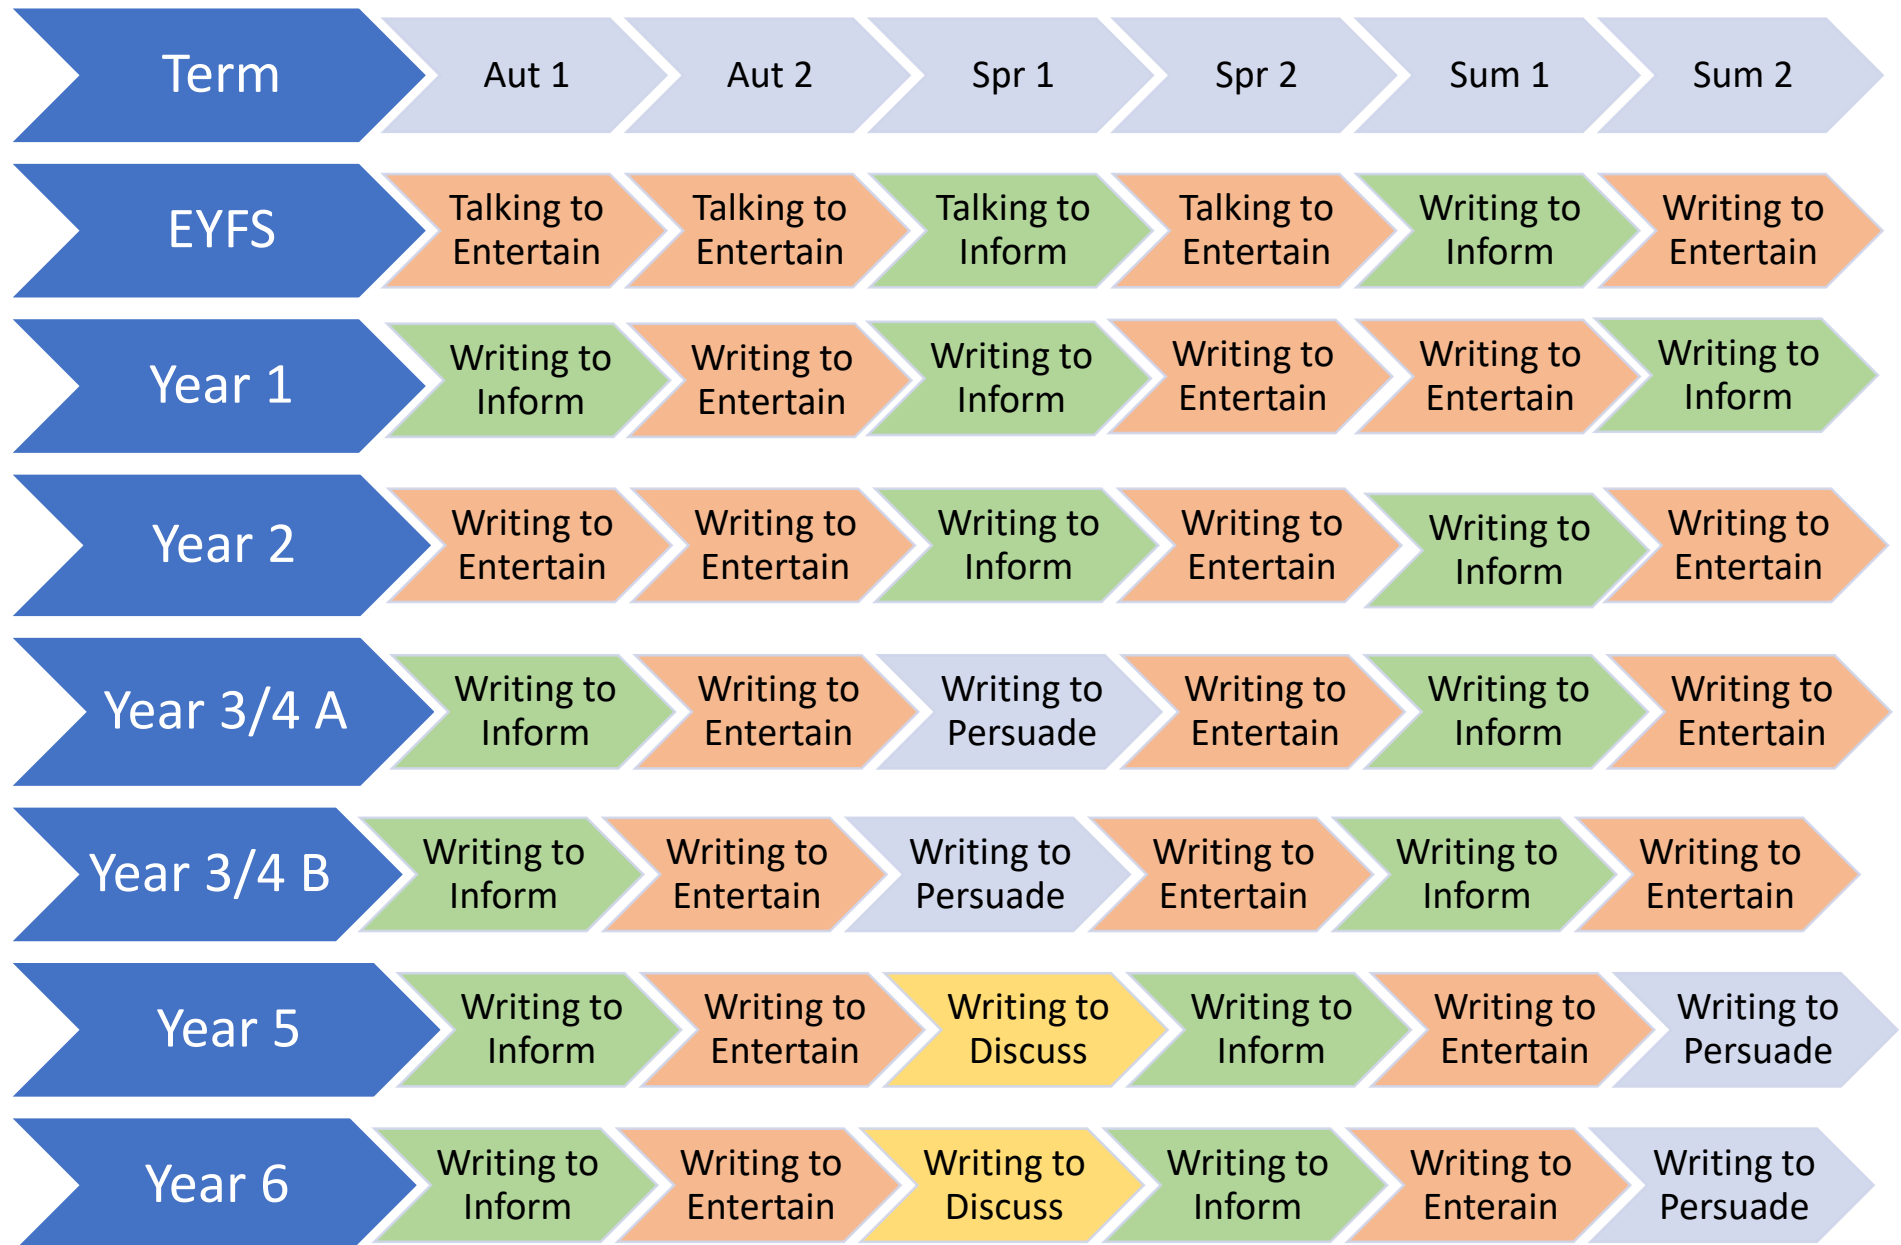 Term
Aut 1
Aut 2
Spr 1
Spr 2
Sum 1
Sum 2
EYFS
Talking to
Entertain
Talking to
Entertain
Talking to
Inform
Talking to
Entertain
Writing to
Inform
Writing to
Entertain
Year 1
Writing to
Inform
Writing to
Entertain
Writing to
Inform
Writing to
Entertain
Writing to
Entertain
Writing to
Inform
Year 2
Writing to
Entertain
Writing to
Entertain
Writing to
Inform
Writing to
Entertain
Writing to
Inform
Writing to
Entertain
Year 3/4 A
Writing to
Inform
Writing to
Entertain
Writing to
Persuade
Writing to
Entertain
Writing to
Inform
Writing to
Entertain
Year 3/4 B
Writing to
Inform
Writing to
Entertain
Writing to
Persuade
Writing to
Entertain
Writing to
Inform
Writing to
Entertain
Year 5
Writing to
Inform
Writing to
Entertain
Writing to
Discuss
Writing to
Inform
Writing to
Entertain
Writing to
Persuade
Year 6
Writing to
Inform
Writing to
Entertain
Writing to
Discuss
Writing to
Inform
Writing to
Enterain
Writing to
Persuade